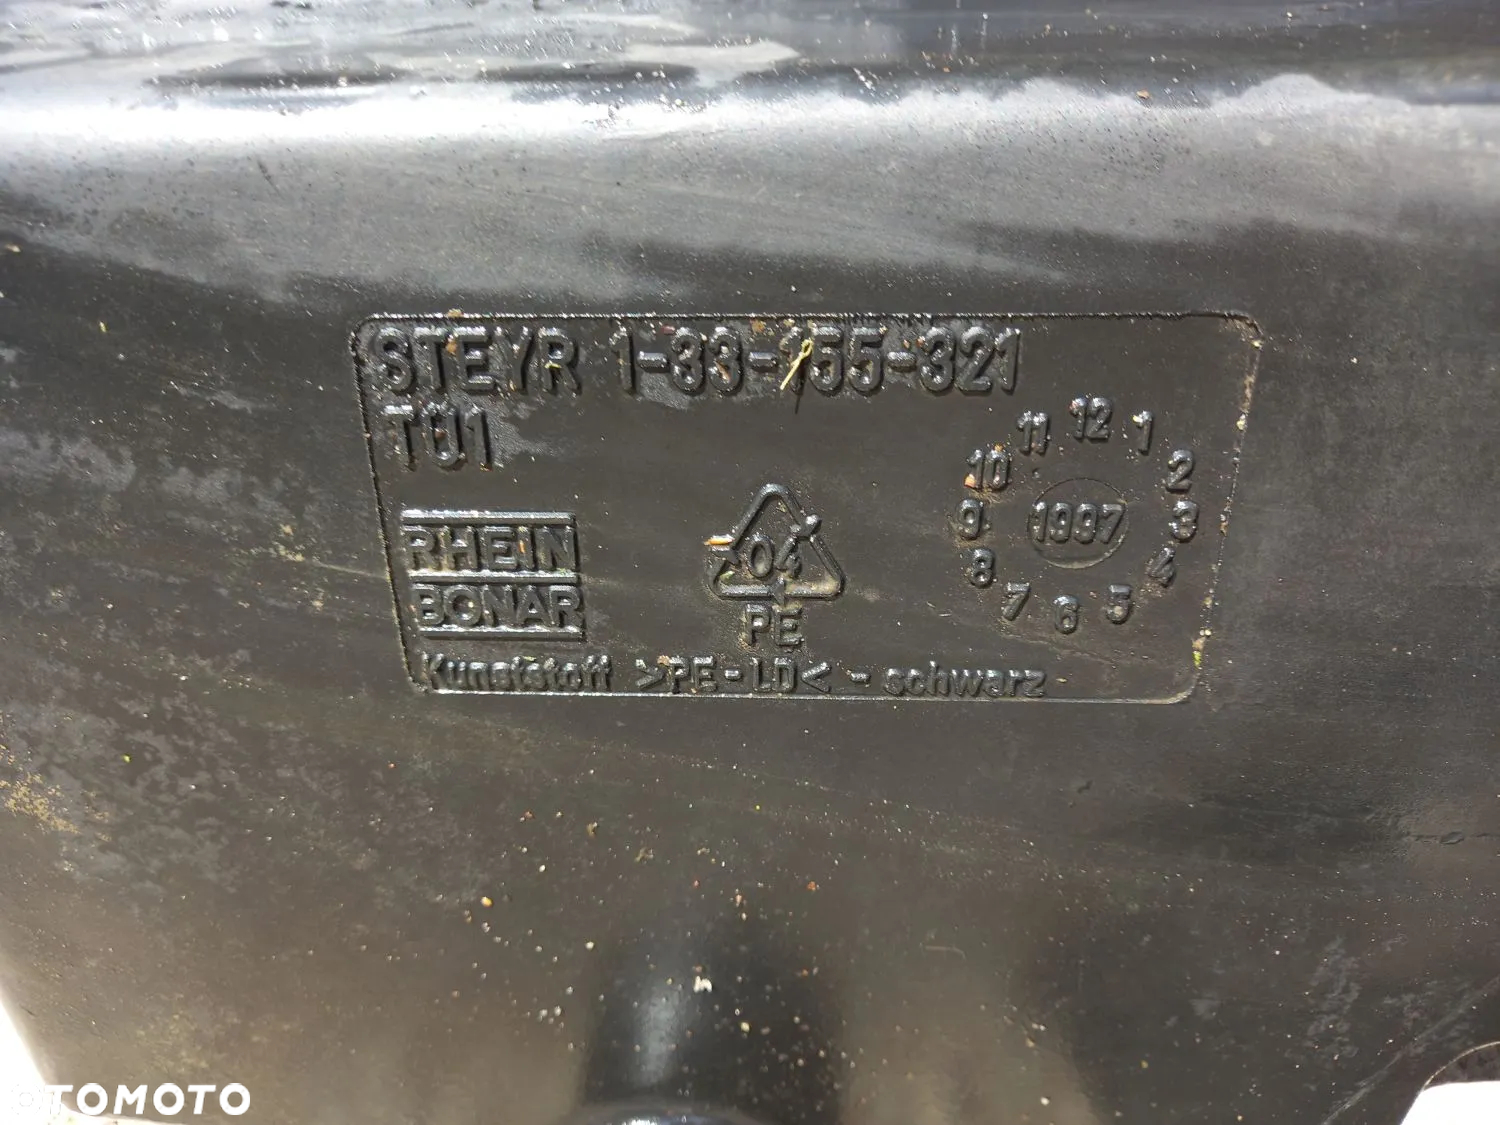 STEYR 1-33-155-321
TÜ1
11 12 1
10 2
9 1997 3
8 4
7 6 5
RHEIN
BONAR
04
PE
Kunststoff >PE-LD< - schwarz
OTOMOTO